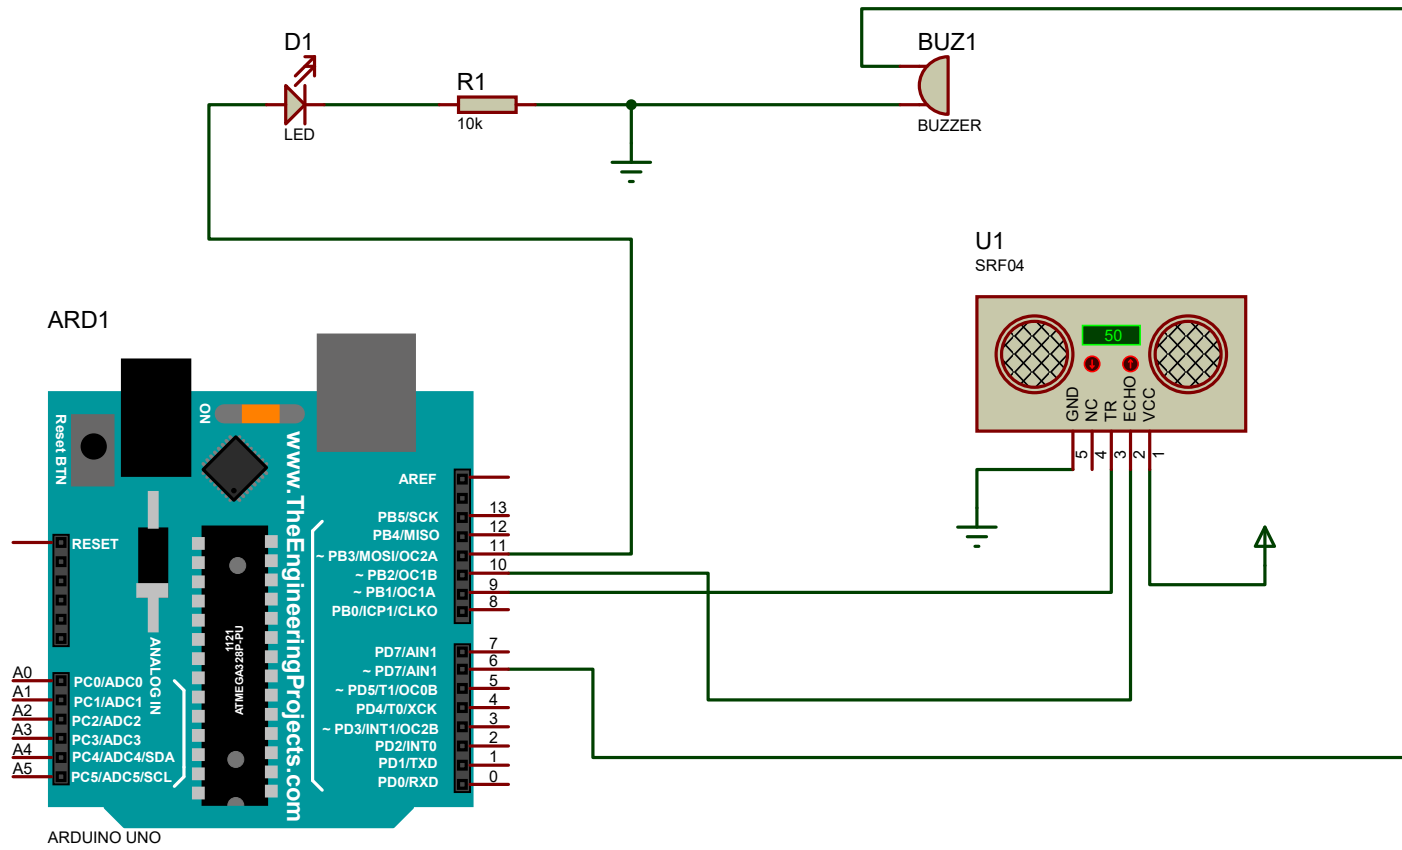 D1
LED
R1
10k
BUZ1
BUZZER
U1
SRF04
50
GND
NC
TR
ECHO
VCC
5
4
3
2
1
ARD1
Reset BTN
ON
www.TheEngineeringProjects.com
1121
ATMEGA328P-PU
ANALOG IN
RESET
AREF
PB5/SCK 13
PB4/MISO 12
~ PB3/MOSI/OC2A 11
~ PB2/OC1B 10
~ PB1/OC1A 9
PB0/ICP1/CLKO 8
PD7/AIN1 7
~ PD7/AIN1 6
~ PD5/T1/OC0B 5
PD4/T0/XCK 4
~ PD3/INT1/OC2B 3
PD2/INT0 2
PD1/TXD 1
PD0/RXD 0
A0 PC0/ADC0
A1 PC1/ADC1
A2 PC2/ADC2
A3 PC3/ADC3
A4 PC4/ADC4/SDA
A5 PC5/ADC5/SCL
ARDUINO UNO